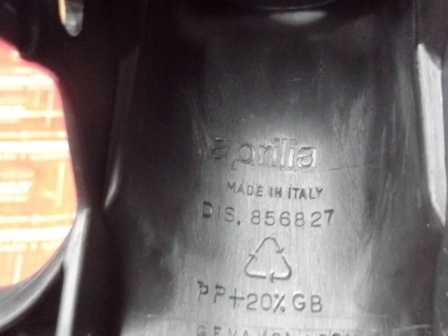 aprilia
MADE IN ITALY
DIS. 856827
PP+20% GB